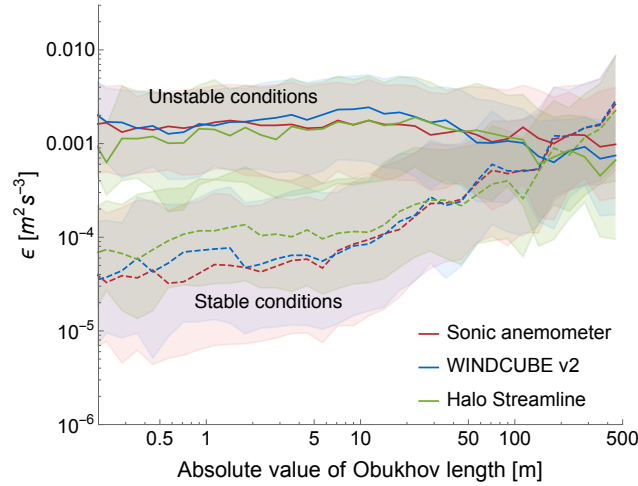 0.010
0.001
10⁻⁴
10⁻⁵
10⁻⁶
ϵ [m² s⁻³]
Unstable conditions
Stable conditions
Sonic anemometer
WINDCUBE v2
Halo Streamline
0.5 1 5 10 50 100 500
Absolute value of Obukhov length [m]